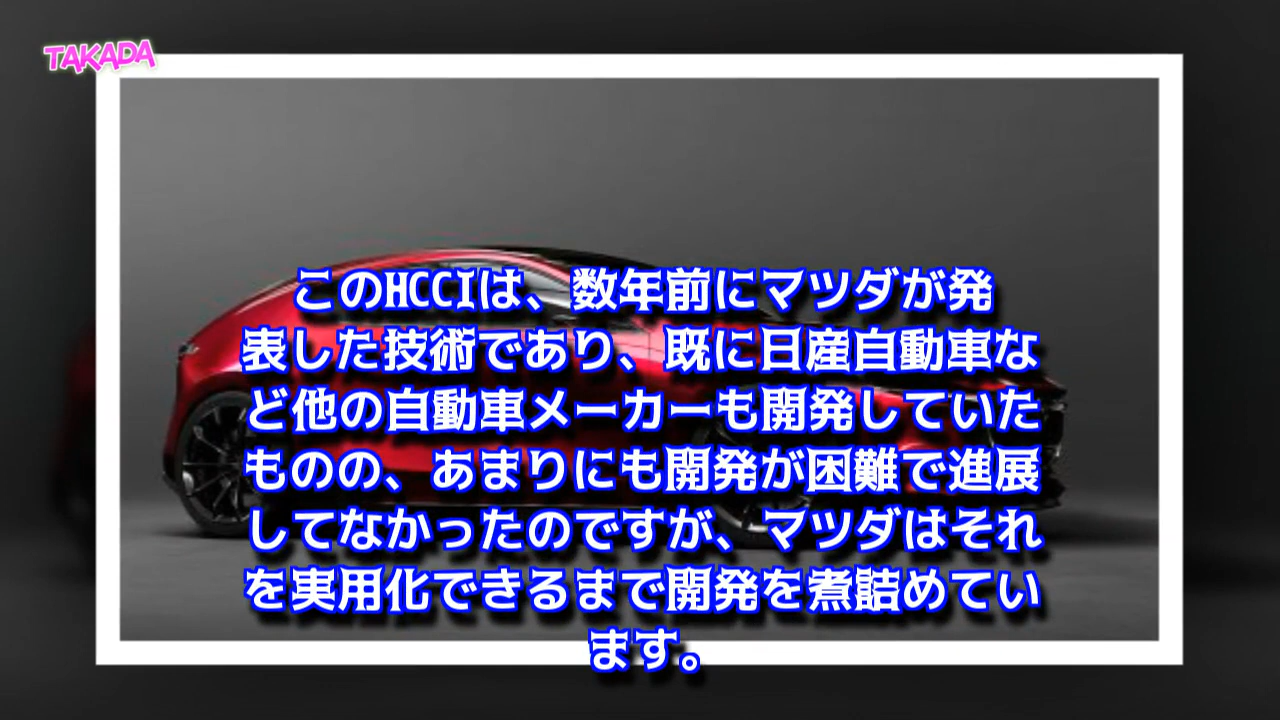 TAKADA
このHCCIは、数年前にマツダが発
表した技術であり、既に日産自動車な
ど他の自動車メーカーも開発していた
ものの、あまりにも開発が困難で進展
してなかったのですが、マツダはそれ
を実用化できるまで開発を煮詰めてい
ます。